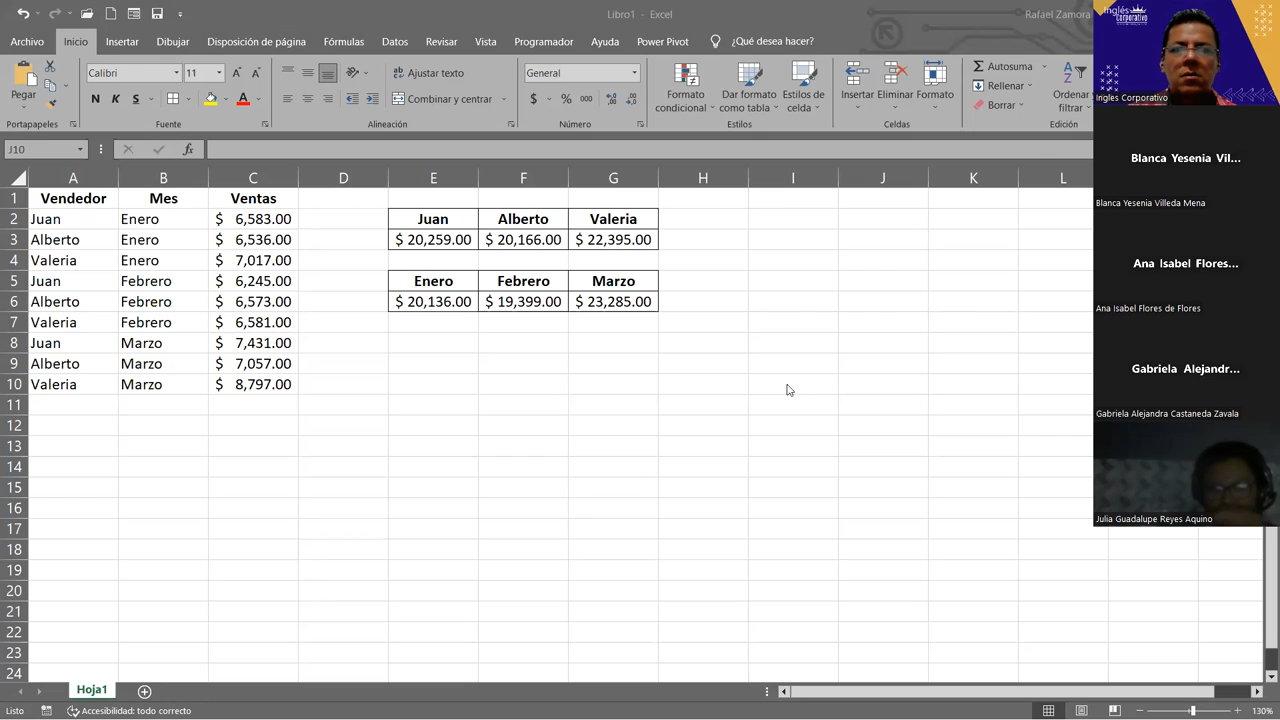 Libro1 - Excel
Rafael Zamora
Archivo Inicio Insertar Dibujar Disposición de página Fórmulas Datos Revisar Vista Programador Ayuda Power Pivot ¿Qué desea hacer?
Pegar
Calibri 11
N K S
Ajustar texto
Combinar y centrar
General
$ % 000
Formato condicional
Dar formato como tabla
Estilos de celda
Insertar Eliminar Formato
Autosuma
Rellenar
Borrar
Ordenar filtrar
Portapapeles Fuente Alineación Número Estilos Celdas Edición
J10 fx
A B C D E F G H I J K L
1 Vendedor Mes Ventas
2 Juan Enero $ 6,583.00 Juan Alberto Valeria
3 Alberto Enero $ 6,536.00 $ 20,259.00 $ 20,166.00 $ 22,395.00
4 Valeria Enero $ 7,017.00
5 Juan Febrero $ 6,245.00 Enero Febrero Marzo
6 Alberto Febrero $ 6,573.00 $ 20,136.00 $ 19,399.00 $ 23,285.00
7 Valeria Febrero $ 6,581.00
8 Juan Marzo $ 7,431.00
9 Alberto Marzo $ 7,057.00
10 Valeria Marzo $ 8,797.00
11
12
13
14
15
16
17
18
19
20
21
22
23
24
Hoja1
Listo Accesibilidad: todo correcto
130%
Inglés Corporativo
Ingles Corporativo
Blanca Yesenia Vil...
Blanca Yesenia Villeda Mena
Ana Isabel Flores...
Ana Isabel Flores de Flores
Gabriela Alejandr...
Gabriela Alejandra Castaneda Zavala
Julia Guadalupe Reyes Aquino